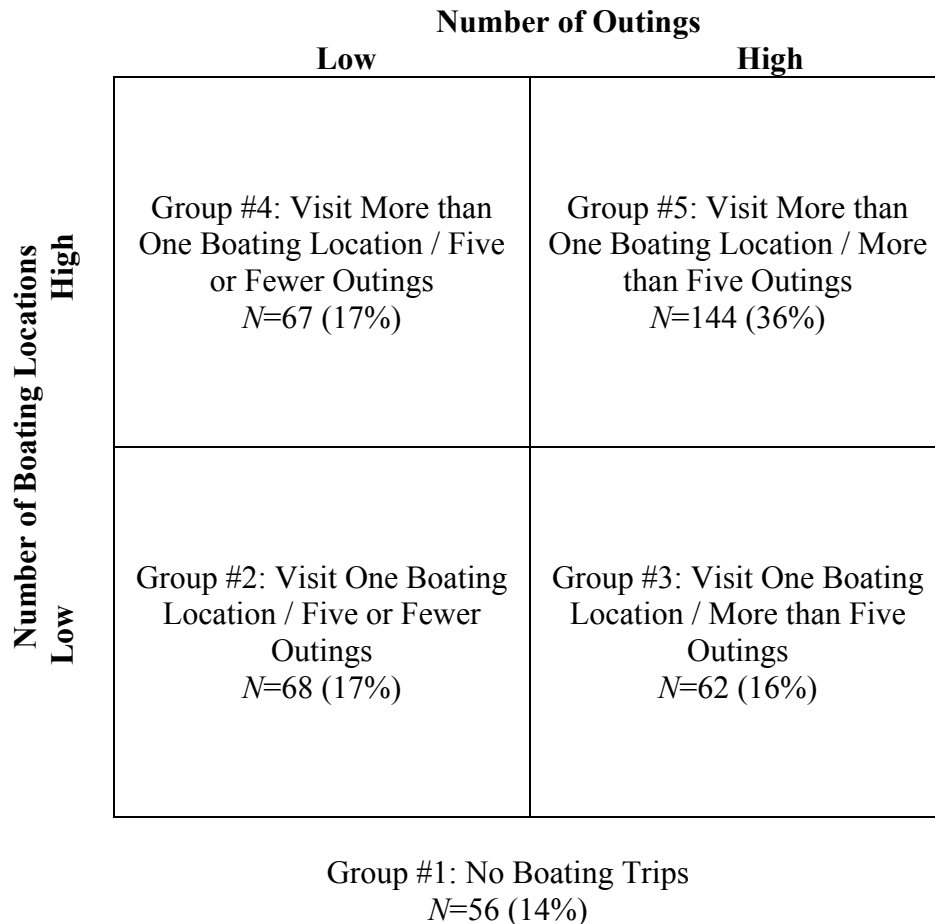 Number of Outings
Low High
Number of Boating Locations
High
Group #4: Visit More than
One Boating Location / Five
or Fewer Outings
N=67 (17%)
Group #5: Visit More than
One Boating Location / More
than Five Outings
N=144 (36%)
Low
Group #2: Visit One Boating
Location / Five or Fewer
Outings
N=68 (17%)
Group #3: Visit One Boating
Location / More than Five
Outings
N=62 (16%)
Group #1: No Boating Trips
N=56 (14%)